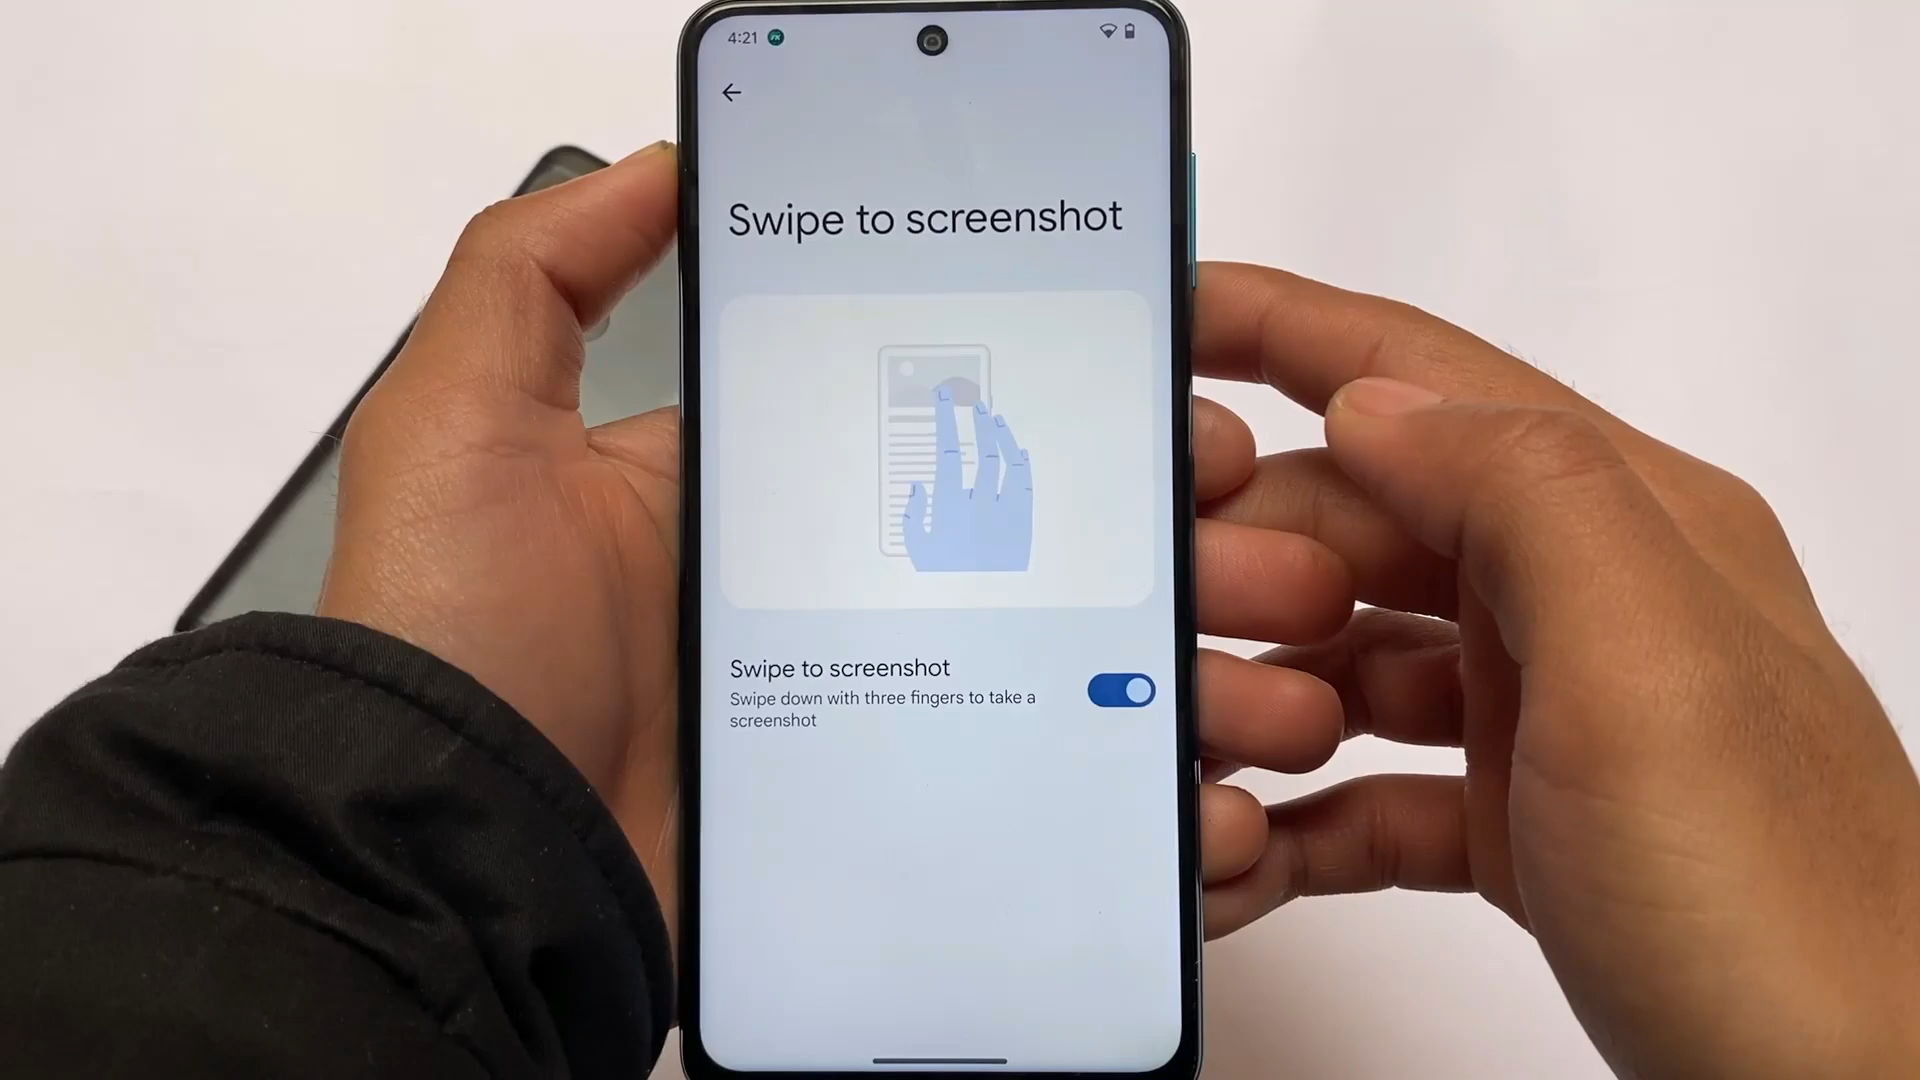 4:21
Swipe to screenshot
Swipe to screenshot
Swipe down with three fingers to take a
screenshot